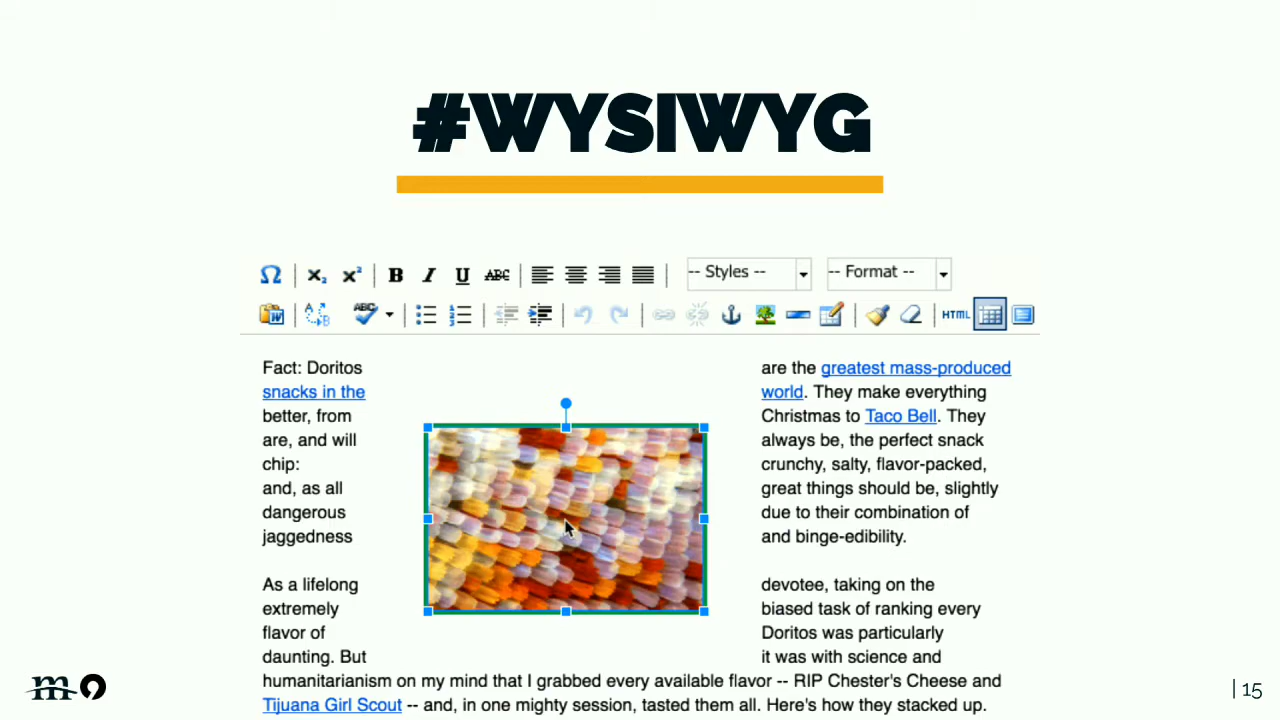 #WYSIWYG
Ω X₂ X² B I U ABC -- Styles -- -- Format --
ABC HTML
Fact: Doritos are the greatest mass-produced
snacks in the world. They make everything
better, from Christmas to Taco Bell. They
are, and will always be, the perfect snack
chip: crunchy, salty, flavor-packed,
and, as all great things should be, slightly
dangerous due to their combination of
jaggedness and binge-edibility.
As a lifelong devotee, taking on the
extremely biased task of ranking every
flavor of Doritos was particularly
daunting. But it was with science and
humanitarianism on my mind that I grabbed every available flavor -- RIP Chester's Cheese and
Tijuana Girl Scout -- and, in one mighty session, tasted them all. Here's how they stacked up.
m
| 15